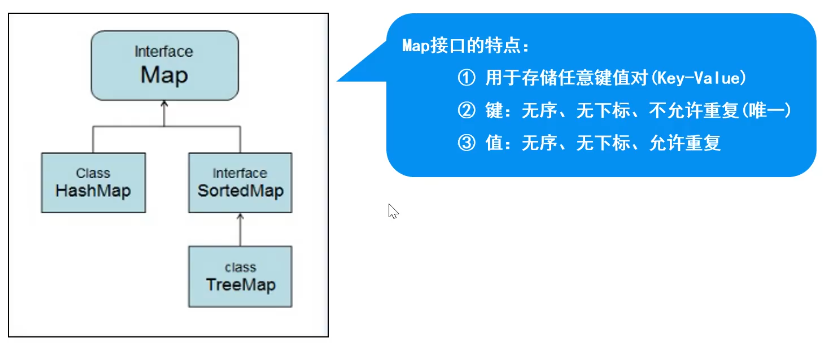 Interface
Map
Class
HashMap
Interface
SortedMap
class
TreeMap
Map接口的特点：
① 用于存储任意键值对(Key-Value)
② 键：无序、无下标、不允许重复(唯一)
③ 值：无序、无下标、允许重复